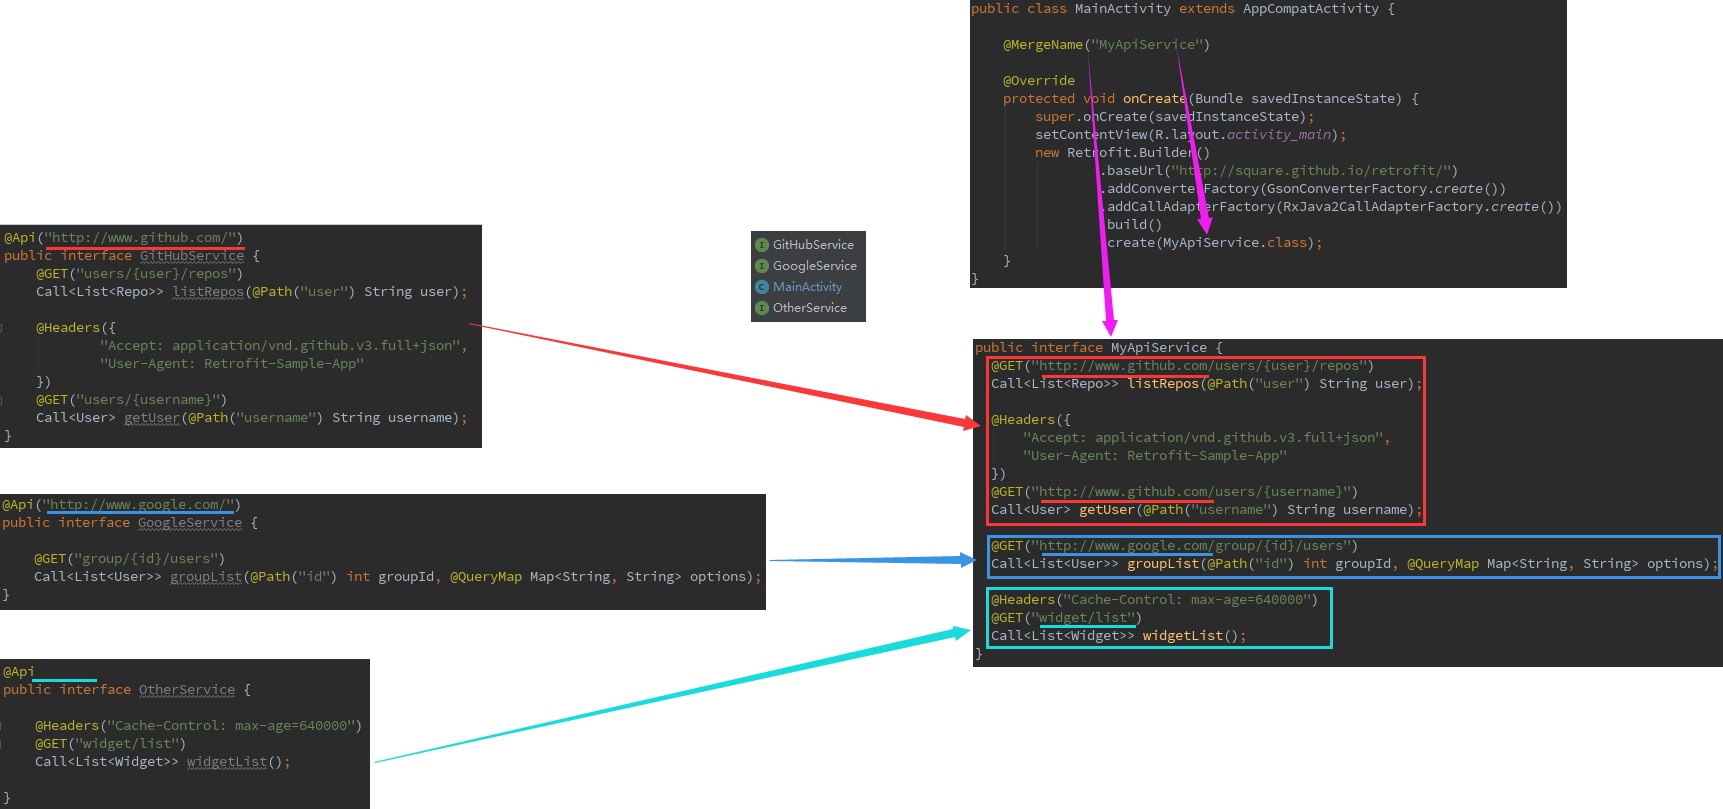 public class MainActivity extends AppCompatActivity {
@MergeName("MyApiService")
@Override
protected void onCreate(Bundle savedInstanceState) {
super.onCreate(savedInstanceState);
setContentView(R.layout.activity_main);
new Retrofit.Builder()
.baseUrl("http://square.github.io/retrofit/")
.addConverterFactory(GsonConverterFactory.create())
.addCallAdapterFactory(RxJava2CallAdapterFactory.create())
.build()
.create(MyApiService.class);
}
}
@Api("http://www.github.com/")
public interface GitHubService {
@GET("users/{user}/repos")
Call<List<Repo>> listRepos(@Path("user") String user);
@Headers({
"Accept: application/vnd.github.v3.full+json",
"User-Agent: Retrofit-Sample-App"
})
@GET("users/{username}")
Call<User> getUser(@Path("username") String username);
}
GitHubService
GoogleService
MainActivity
OtherService
@Api("http://www.google.com/")
public interface GoogleService {
@GET("group/{id}/users")
Call<List<User>> groupList(@Path("id") int groupId, @QueryMap Map<String, String> options);
}
@Api
public interface OtherService {
@Headers("Cache-Control: max-age=640000")
@GET("widget/list")
Call<List<Widget>> widgetList();
}
public interface MyApiService {
@GET("http://www.github.com/users/{user}/repos")
Call<List<Repo>> listRepos(@Path("user") String user);
@Headers({
"Accept: application/vnd.github.v3.full+json",
"User-Agent: Retrofit-Sample-App"
})
@GET("http://www.github.com/users/{username}")
Call<User> getUser(@Path("username") String username);
@GET("http://www.google.com/group/{id}/users")
Call<List<User>> groupList(@Path("id") int groupId, @QueryMap Map<String, String> options);
@Headers("Cache-Control: max-age=640000")
@GET("widget/list")
Call<List<Widget>> widgetList();
}